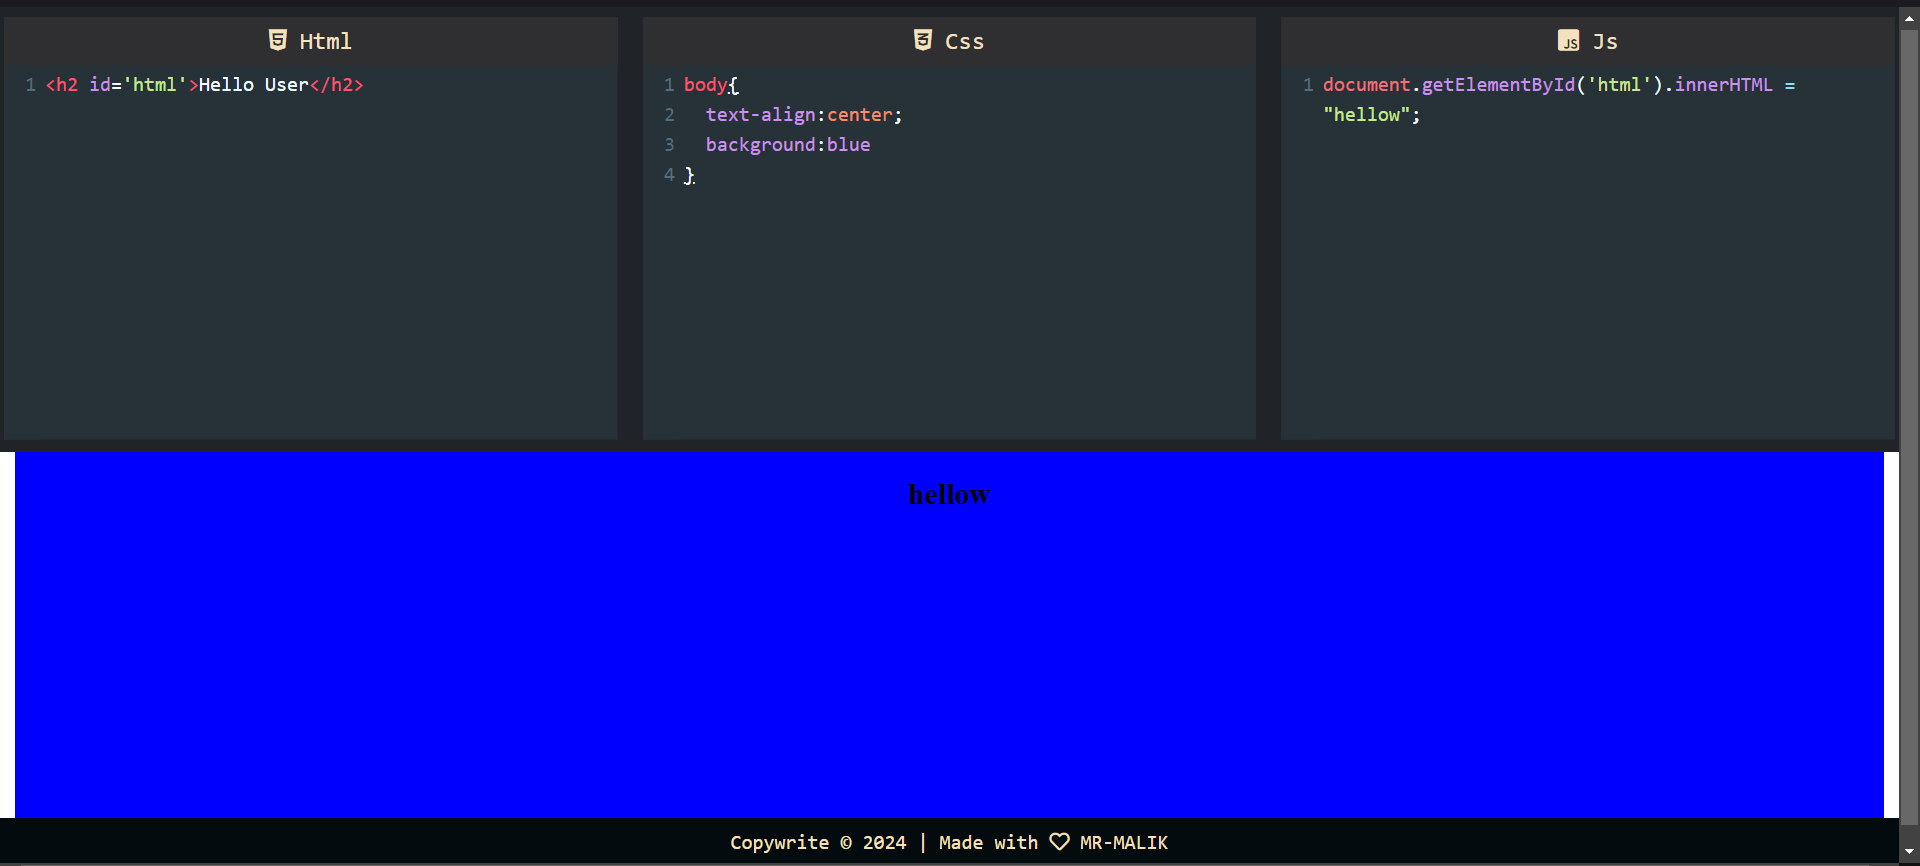 Html
1 <h2 id='html'>Hello User</h2>
Css
1 body{
2   text-align:center;
3   background:blue
4 }
JS Js
1 document.getElementById('html').innerHTML =
"hellow";
hellow
Copywrite © 2024 | Made with ♡ MR-MALIK